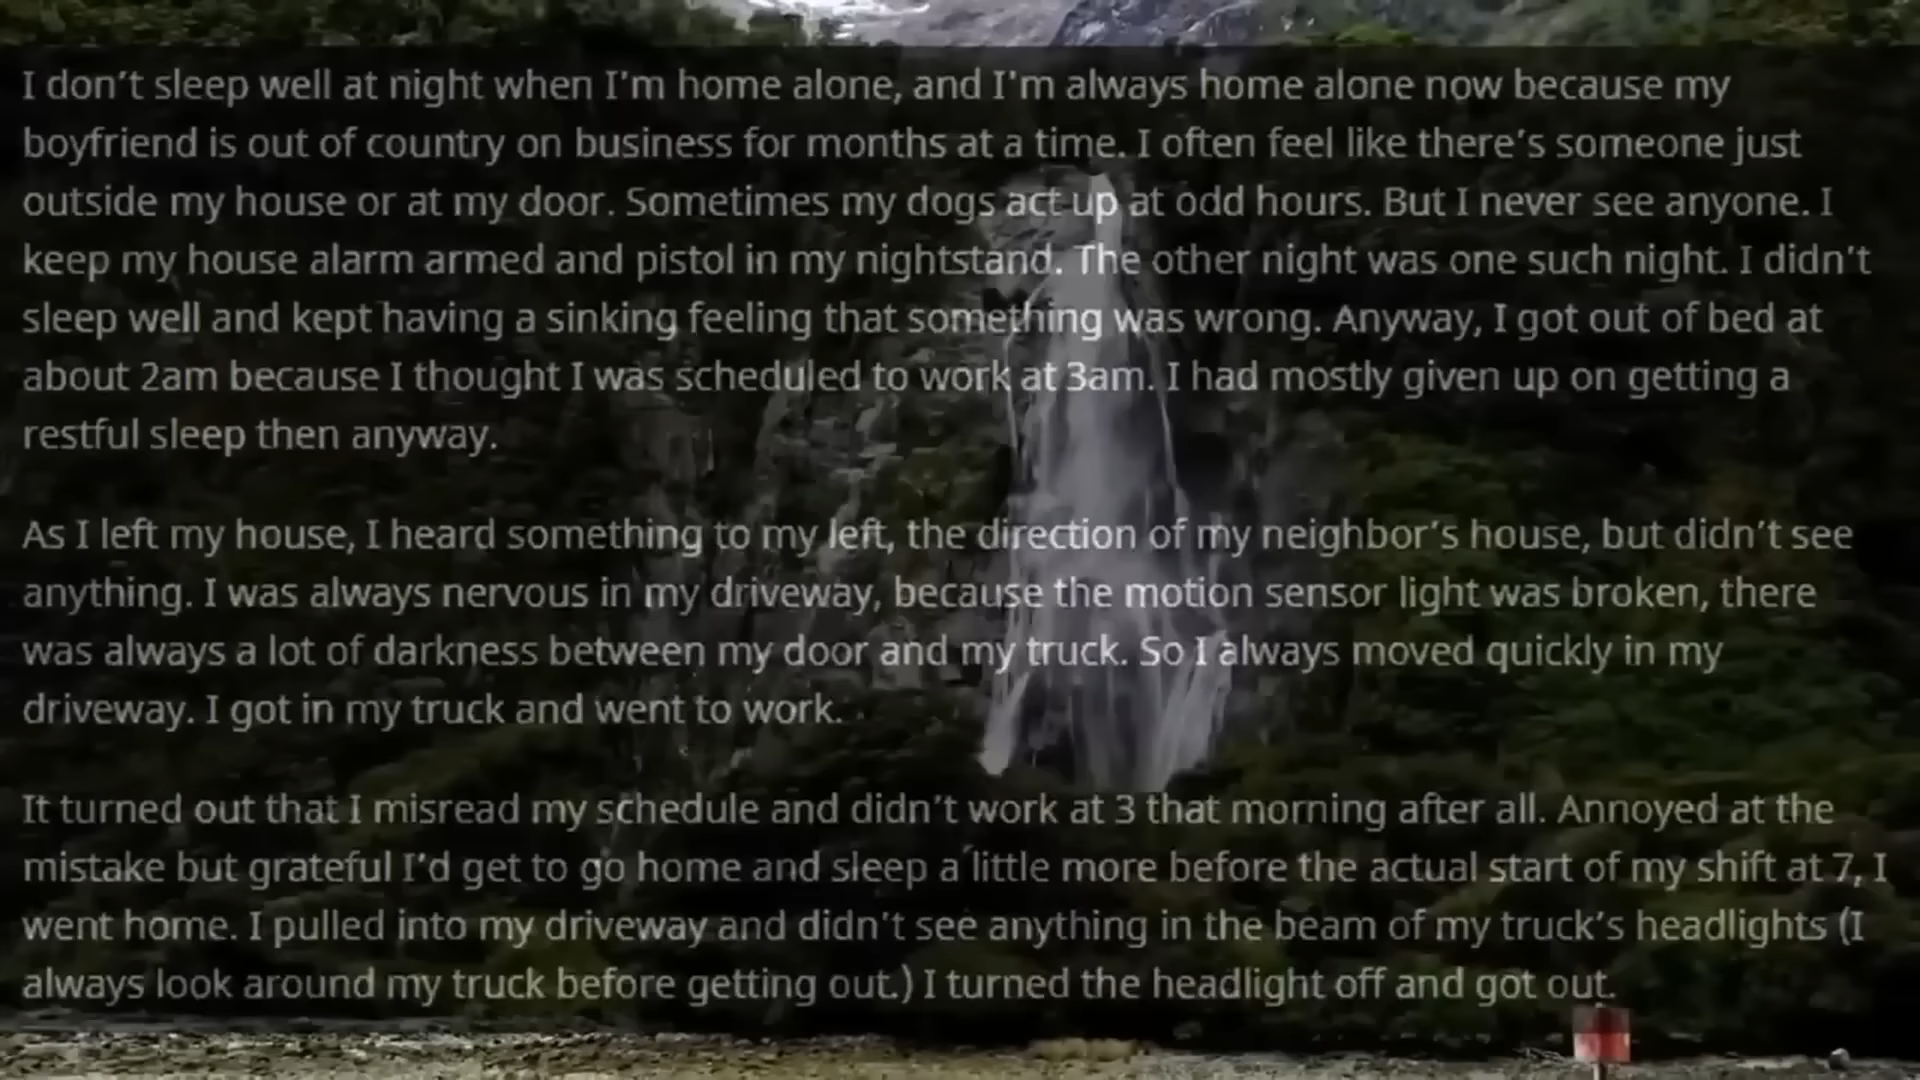 I don’t sleep well at night when I'm home alone, and I'm always home alone now because my
boyfriend is out of country on business for months at a time. I often feel like there’s someone just
outside my house or at my door. Sometimes my dogs act up at odd hours. But I never see anyone. I
keep my house alarm armed and pistol in my nightstand. The other night was one such night. I didn’t
sleep well and kept having a sinking feeling that something was wrong. Anyway, I got out of bed at
about 2am because I thought I was scheduled to work at 3am. I had mostly given up on getting a
restful sleep then anyway.
As I left my house, I heard something to my left, the direction of my neighbor’s house, but didn’t see
anything. I was always nervous in my driveway, because the motion sensor light was broken, there
was always a lot of darkness between my door and my truck. So I always moved quickly in my
driveway. I got in my truck and went to work.
It turned out that I misread my schedule and didn’t work at 3 that morning after all. Annoyed at the
mistake but grateful I’d get to go home and sleep a little more before the actual start of my shift at 7, I
went home. I pulled into my driveway and didn’t see anything in the beam of my truck’s headlights (I
always look around my truck before getting out.) I turned the headlight off and got out.